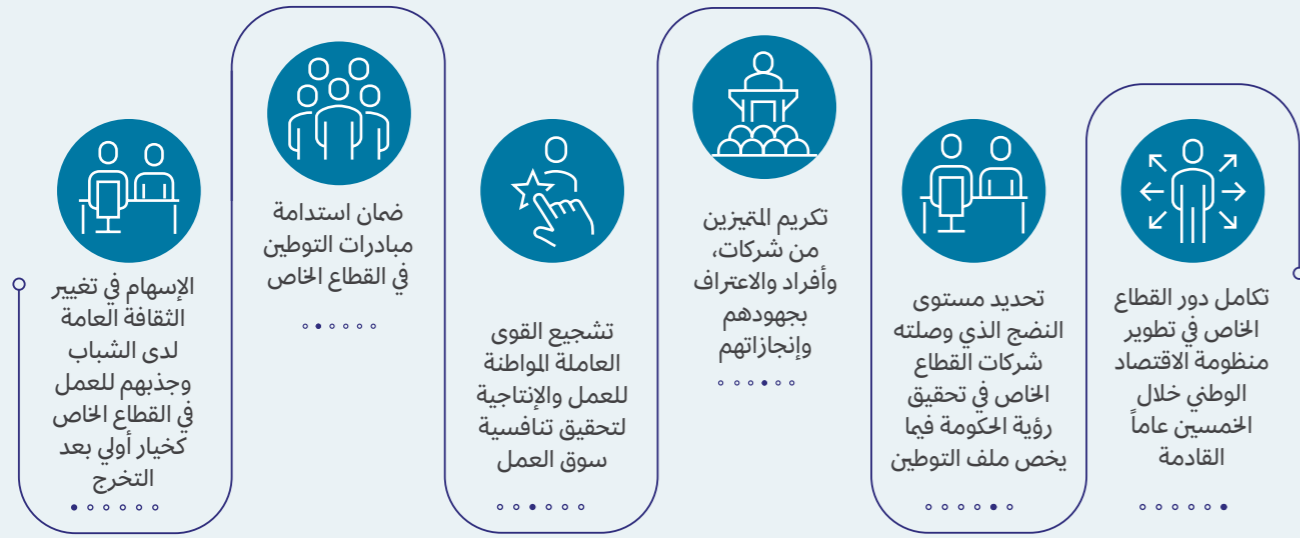 تكامل دور القطاع
الخاص في تطوير
منظومة الاقتصاد
الوطني خلال
الخمسين عاماً
القادمة
تحديد مستوى
النضج الذي وصلته
شركات القطاع
الخاص في تحقيق
رؤية الحكومة فيما
يخص ملف التوطين
تكريم المتميزين
من شركات،
وأفراد والاعتراف
بجهودهم
وإنجازاتهم
تشجيع القوى
العاملة المواطنة
للعمل والإنتاجية
لتحقيق تنافسية
سوق العمل
ضمان استدامة
مبادرات التوطين
في القطاع الخاص
الإسهام في تغيير
الثقافة العامة
لدى الشباب
وجذبهم للعمل
في القطاع الخاص
كخيار أولي بعد
التخرج